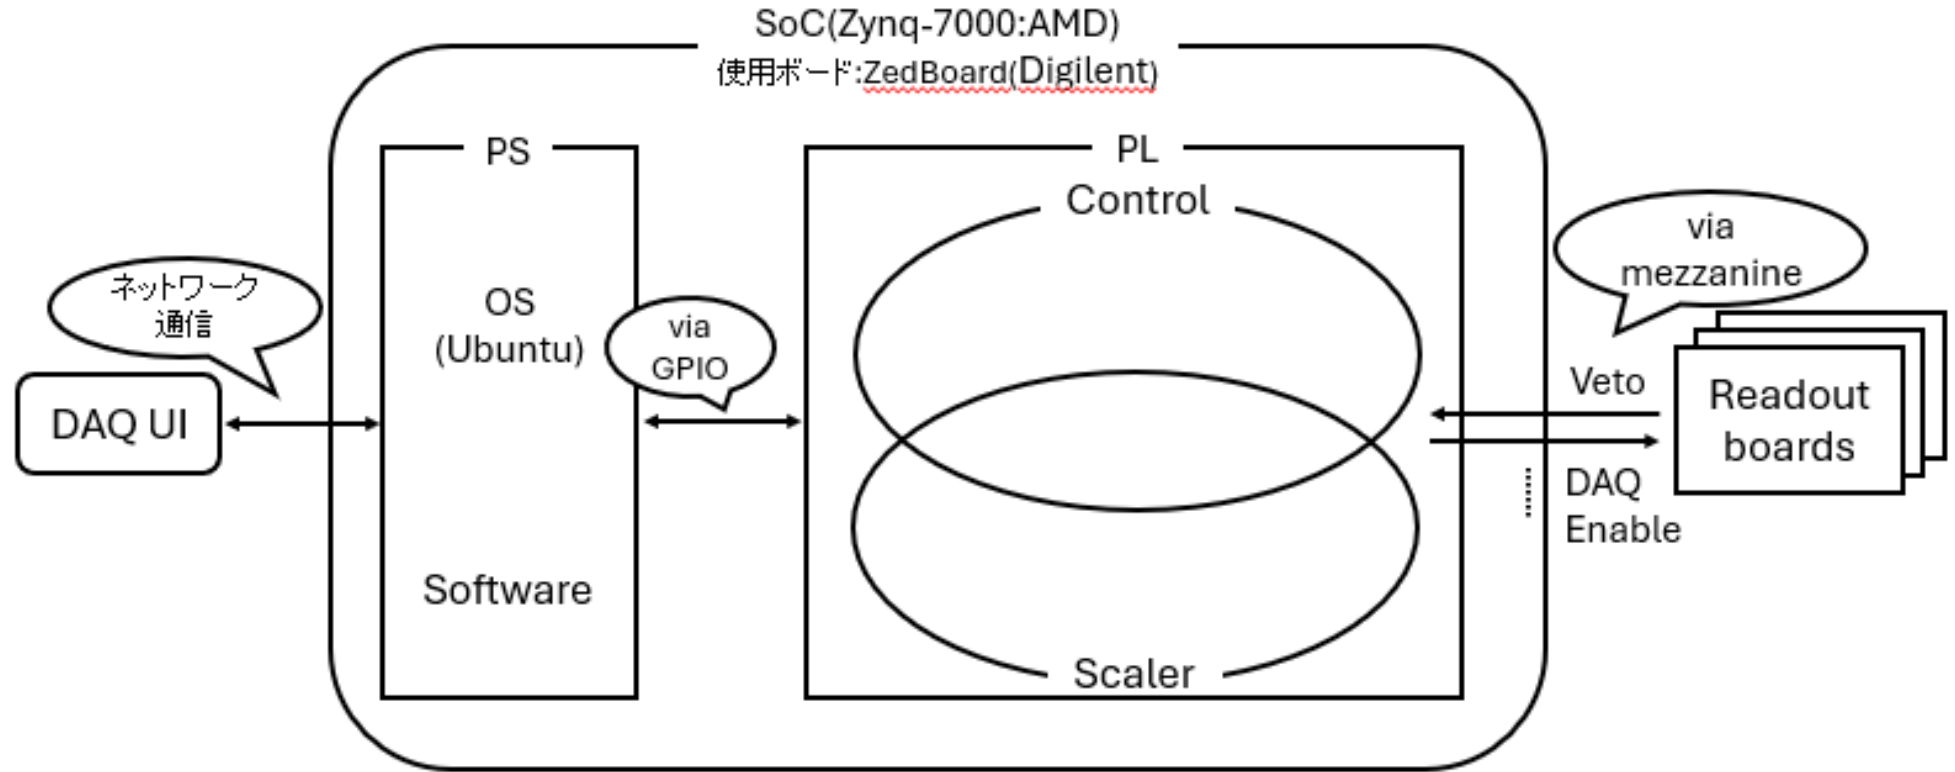 SoC(Zynq-7000:AMD)
使用ボード:ZedBoard(Digilent)
PS
PL
Control
ネットワーク
通信
OS
(Ubuntu)
via
GPIO
via
mezzanine
DAQ UI
Veto
Readout
boards
DAQ
Enable
Software
Scaler